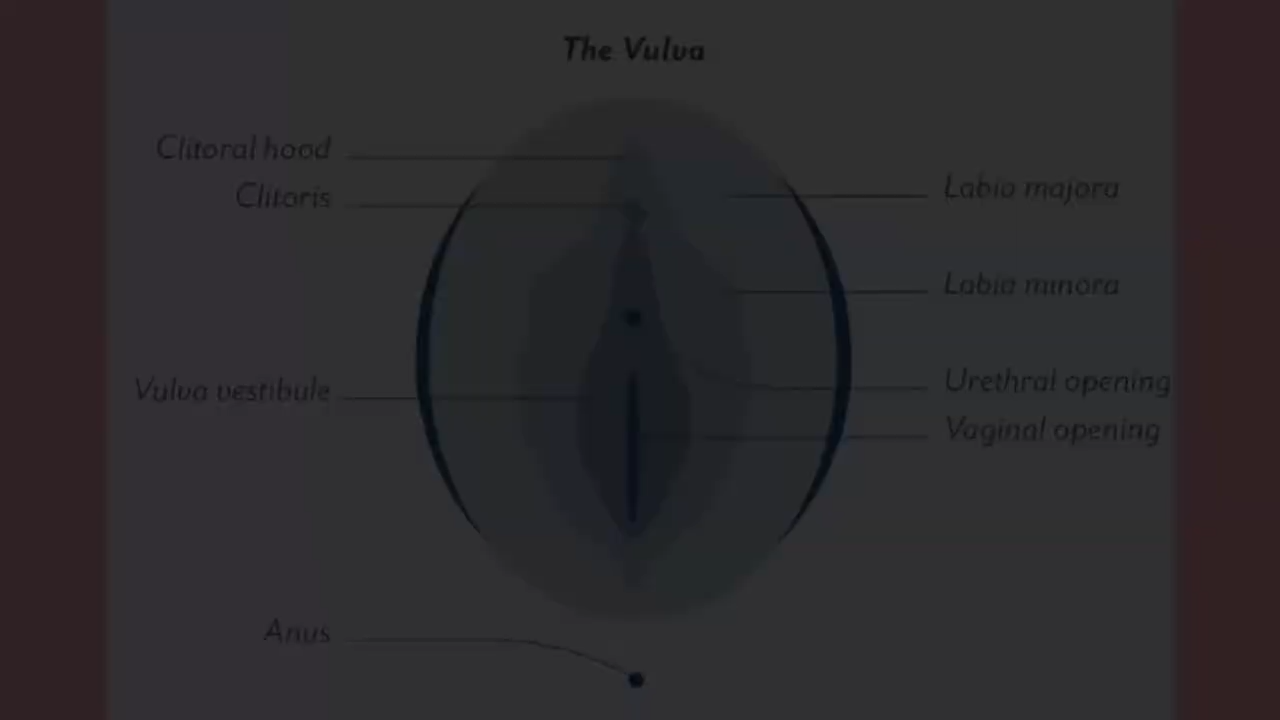 The Vulva
Clitoral hood
Clitoris
Labia majora
Labia minora
Vulva vestibule
Urethral opening
Vaginal opening
Anus